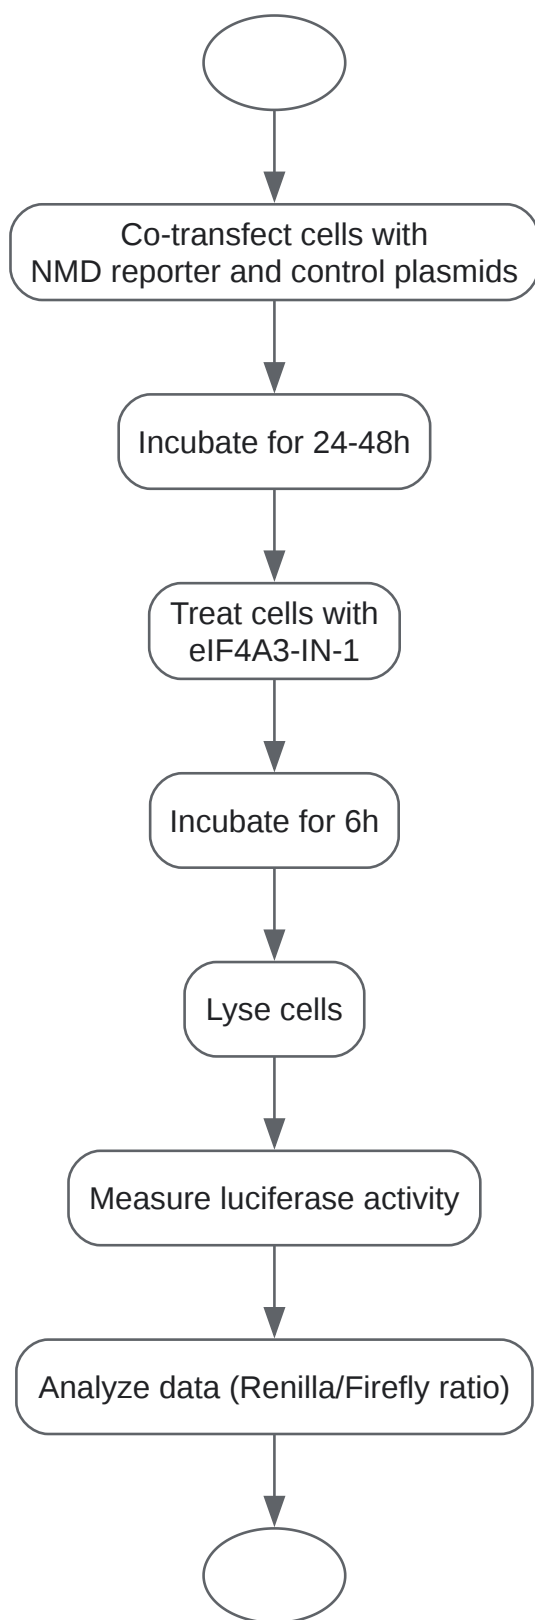 Co-transfect cells with
NMD reporter and control plasmids
Incubate for 24-48h
Treat cells with
eIF4A3-IN-1
Incubate for 6h
Lyse cells
Measure luciferase activity
Analyze data (Renilla/Firefly ratio)